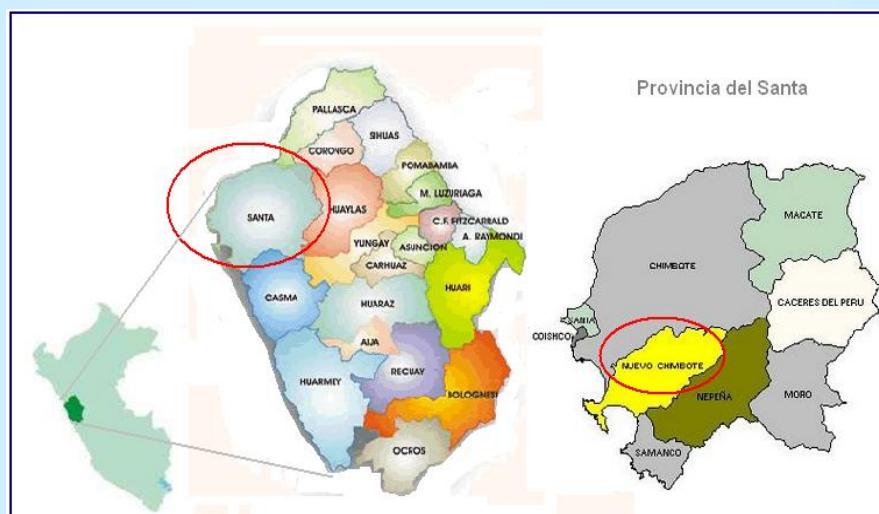 Provincia del Santa
PALLASCA
SIHUAS
CORONGO
POMABAMBA
M. LUZURIAGA
SANTA
HUAYLAS
C.F. FITZCARRALD
A. RAYMONDI
YUNGAY
ASUNCION
CARHUAZ
CASMA
HUARI
HUARAZ
AIJA
HUARMEY
RECUAY
BOLOGNESI
OCROS
MACATE
CHIMBOTE
CACERES DEL PERU
SANTA
COISHCO
NUEVO CHIMBOTE
NEPEÑA
MORO
SAMANCO